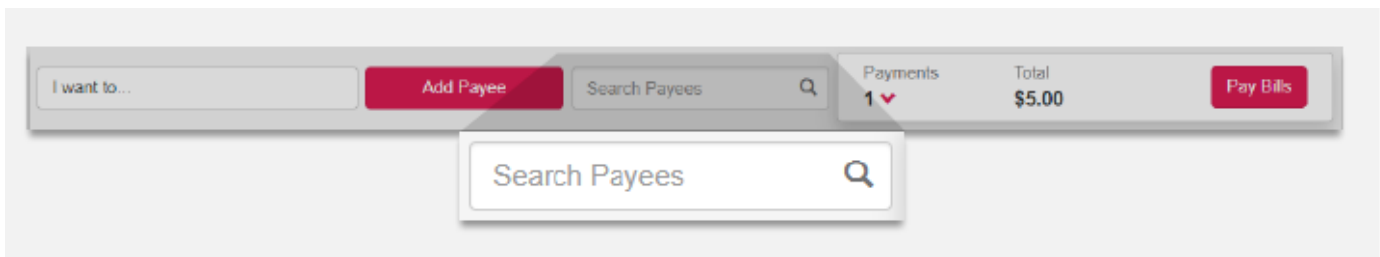 I want to...
Add Payee
Search Payees
Payments
1
Total
$5.00
Pay Bills
Search Payees